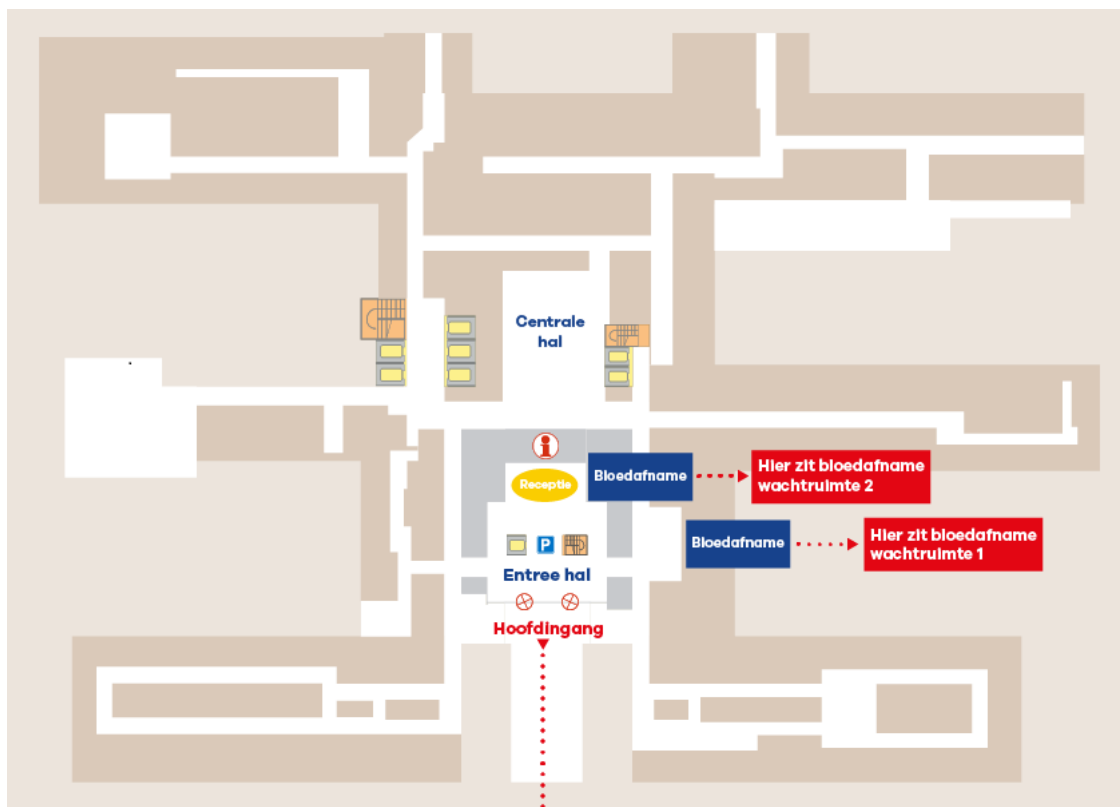 Centrale
hal
i
Receptie
Bloedafname
Hier zit bloedafname
wachtruimte 2
Bloedafname
Hier zit bloedafname
wachtruimte 1
P
Entree hal
Hoofdingang